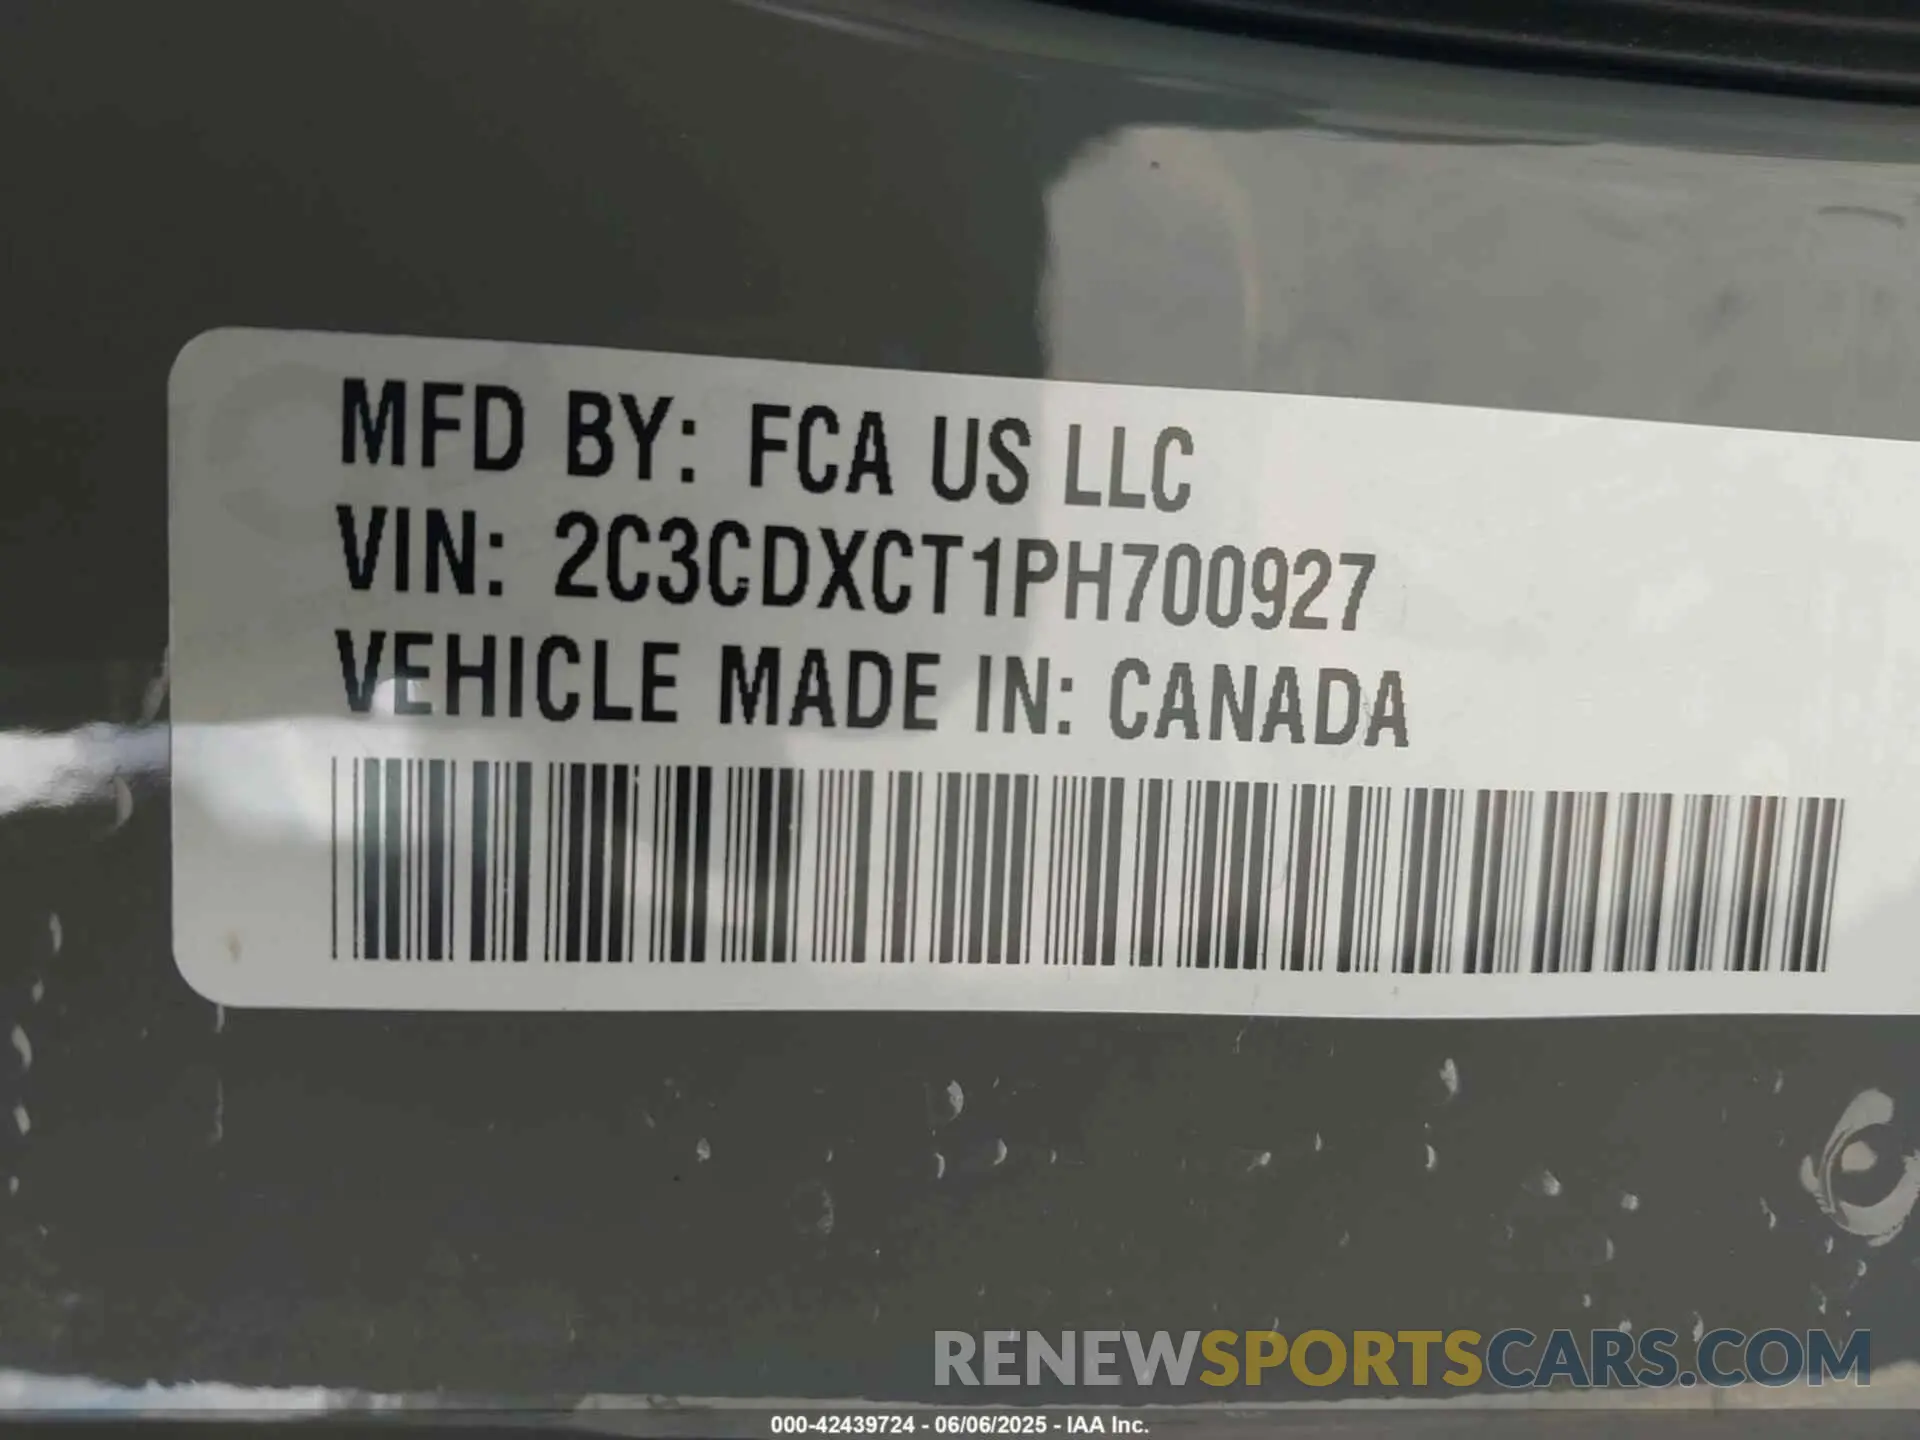 MFD BY: FCA US LLC
VIN: 2C3CDXCT1PH700927
VEHICLE MADE IN: CANADA
RENEWSPORTSCARS.COM
000-42439724 - 06/06/2025 - IAA Inc.